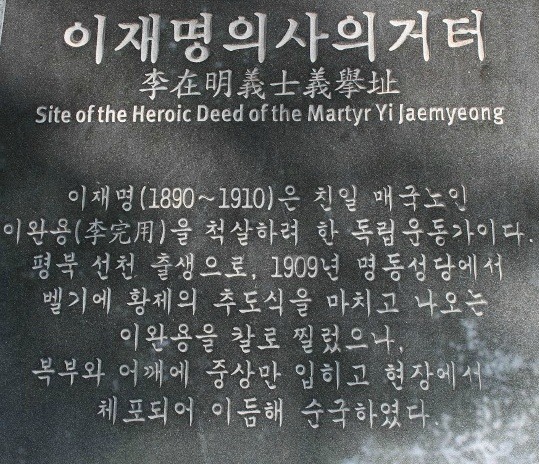 이재명의사의거터
李在明義士義擧址
Site of the Heroic Deed of the Martyr Yi Jaemyeong
이재명(1890～1910)은 친일 매국노인
이완용(李完用)을 척살하려 한 독립운동가이다.
평북 선천 출생으로, 1909년 명동성당에서
벨기에 황제의 추도식을 마치고 나오는
이완용을 칼로 찔렀으나,
복부와 어깨에 중상만 입히고 현장에서
체포되어 이듬해 순국하였다.